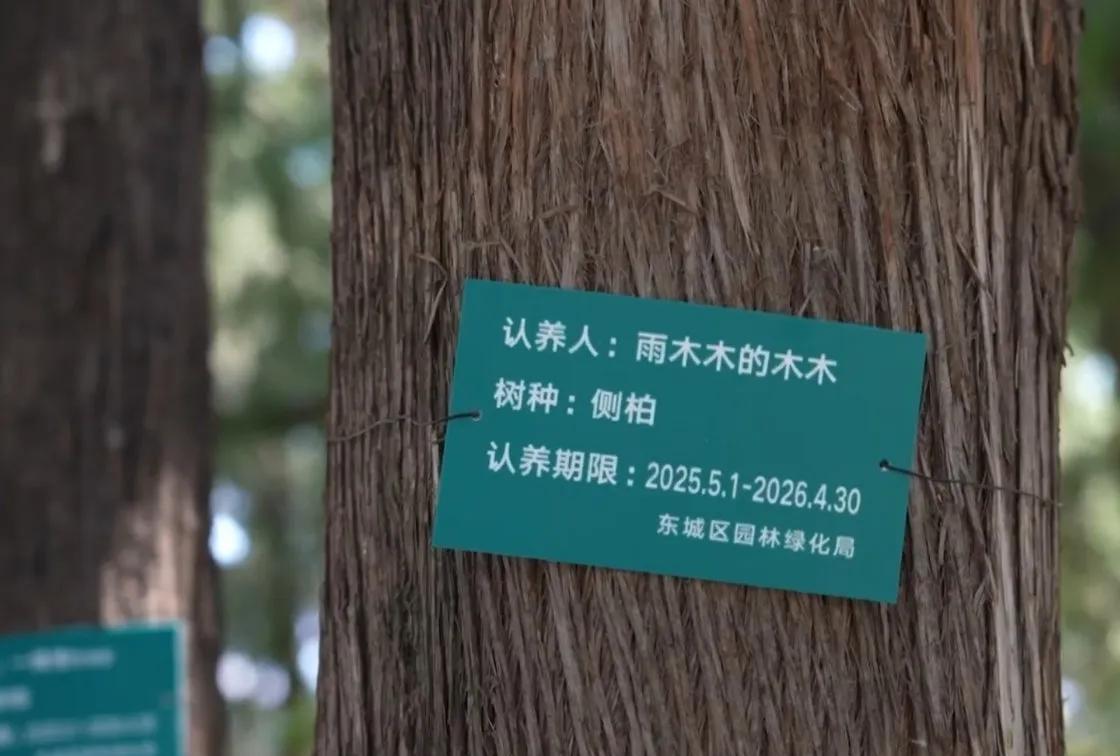 认养人：雨木木的木木
树种：侧柏
认养期限：2025.5.1-2026.4.30
东城区园林绿化局